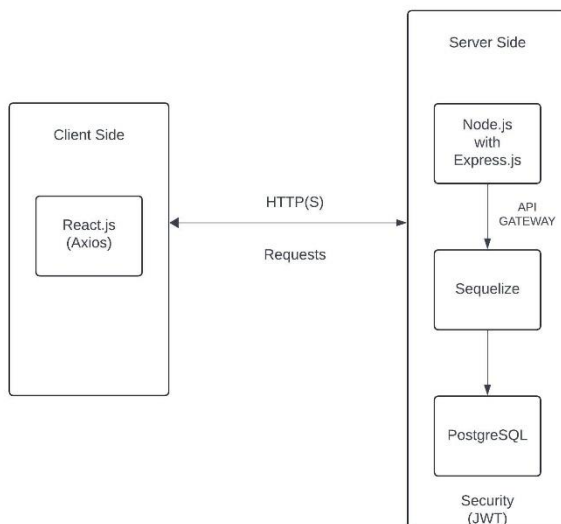 Server Side
Client Side
Node.js
with
Express.js
React.js
(Axios)
HTTP(S)
Requests
API
GATEWAY
Sequelize
PostgreSQL
Security
(JWT)